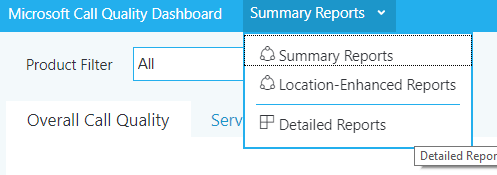 Microsoft Call Quality Dashboard Summary Reports
Product Filter All
Summary Reports
Location-Enhanced Reports
Detailed Reports
Overall Call Quality Serv
Detailed Repor